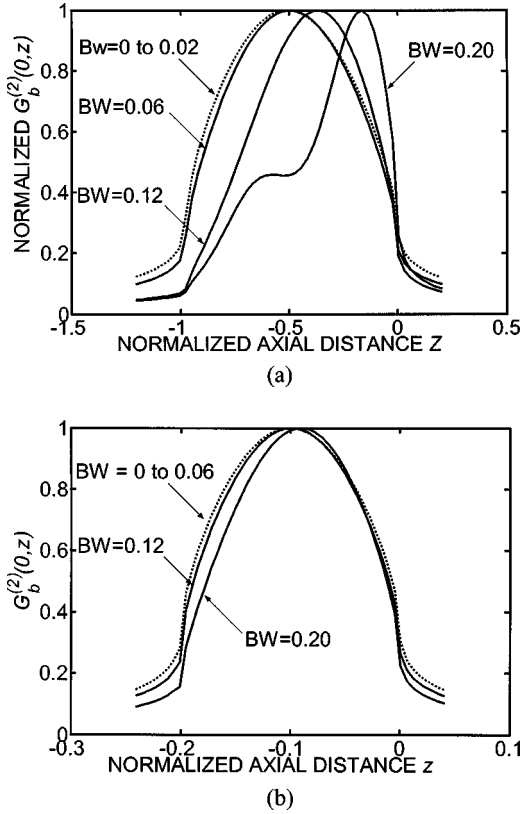 NORMALIZED G_b^(2)(0,z)
1
0.8
0.6
0.4
0.2
0
Bw=0 to 0.02
BW=0.06
BW=0.12
BW=0.20
-1.5
-1
-0.5
0
0.5
NORMALIZED AXIAL DISTANCE Z
(a)
G_b^(2)(0,z)
1
0.8
0.6
0.4
0.2
0
BW = 0 to 0.06
BW=0.12
BW=0.20
-0.3
-0.2
-0.1
0
0.1
NORMALIZED AXIAL DISTANCE z
(b)